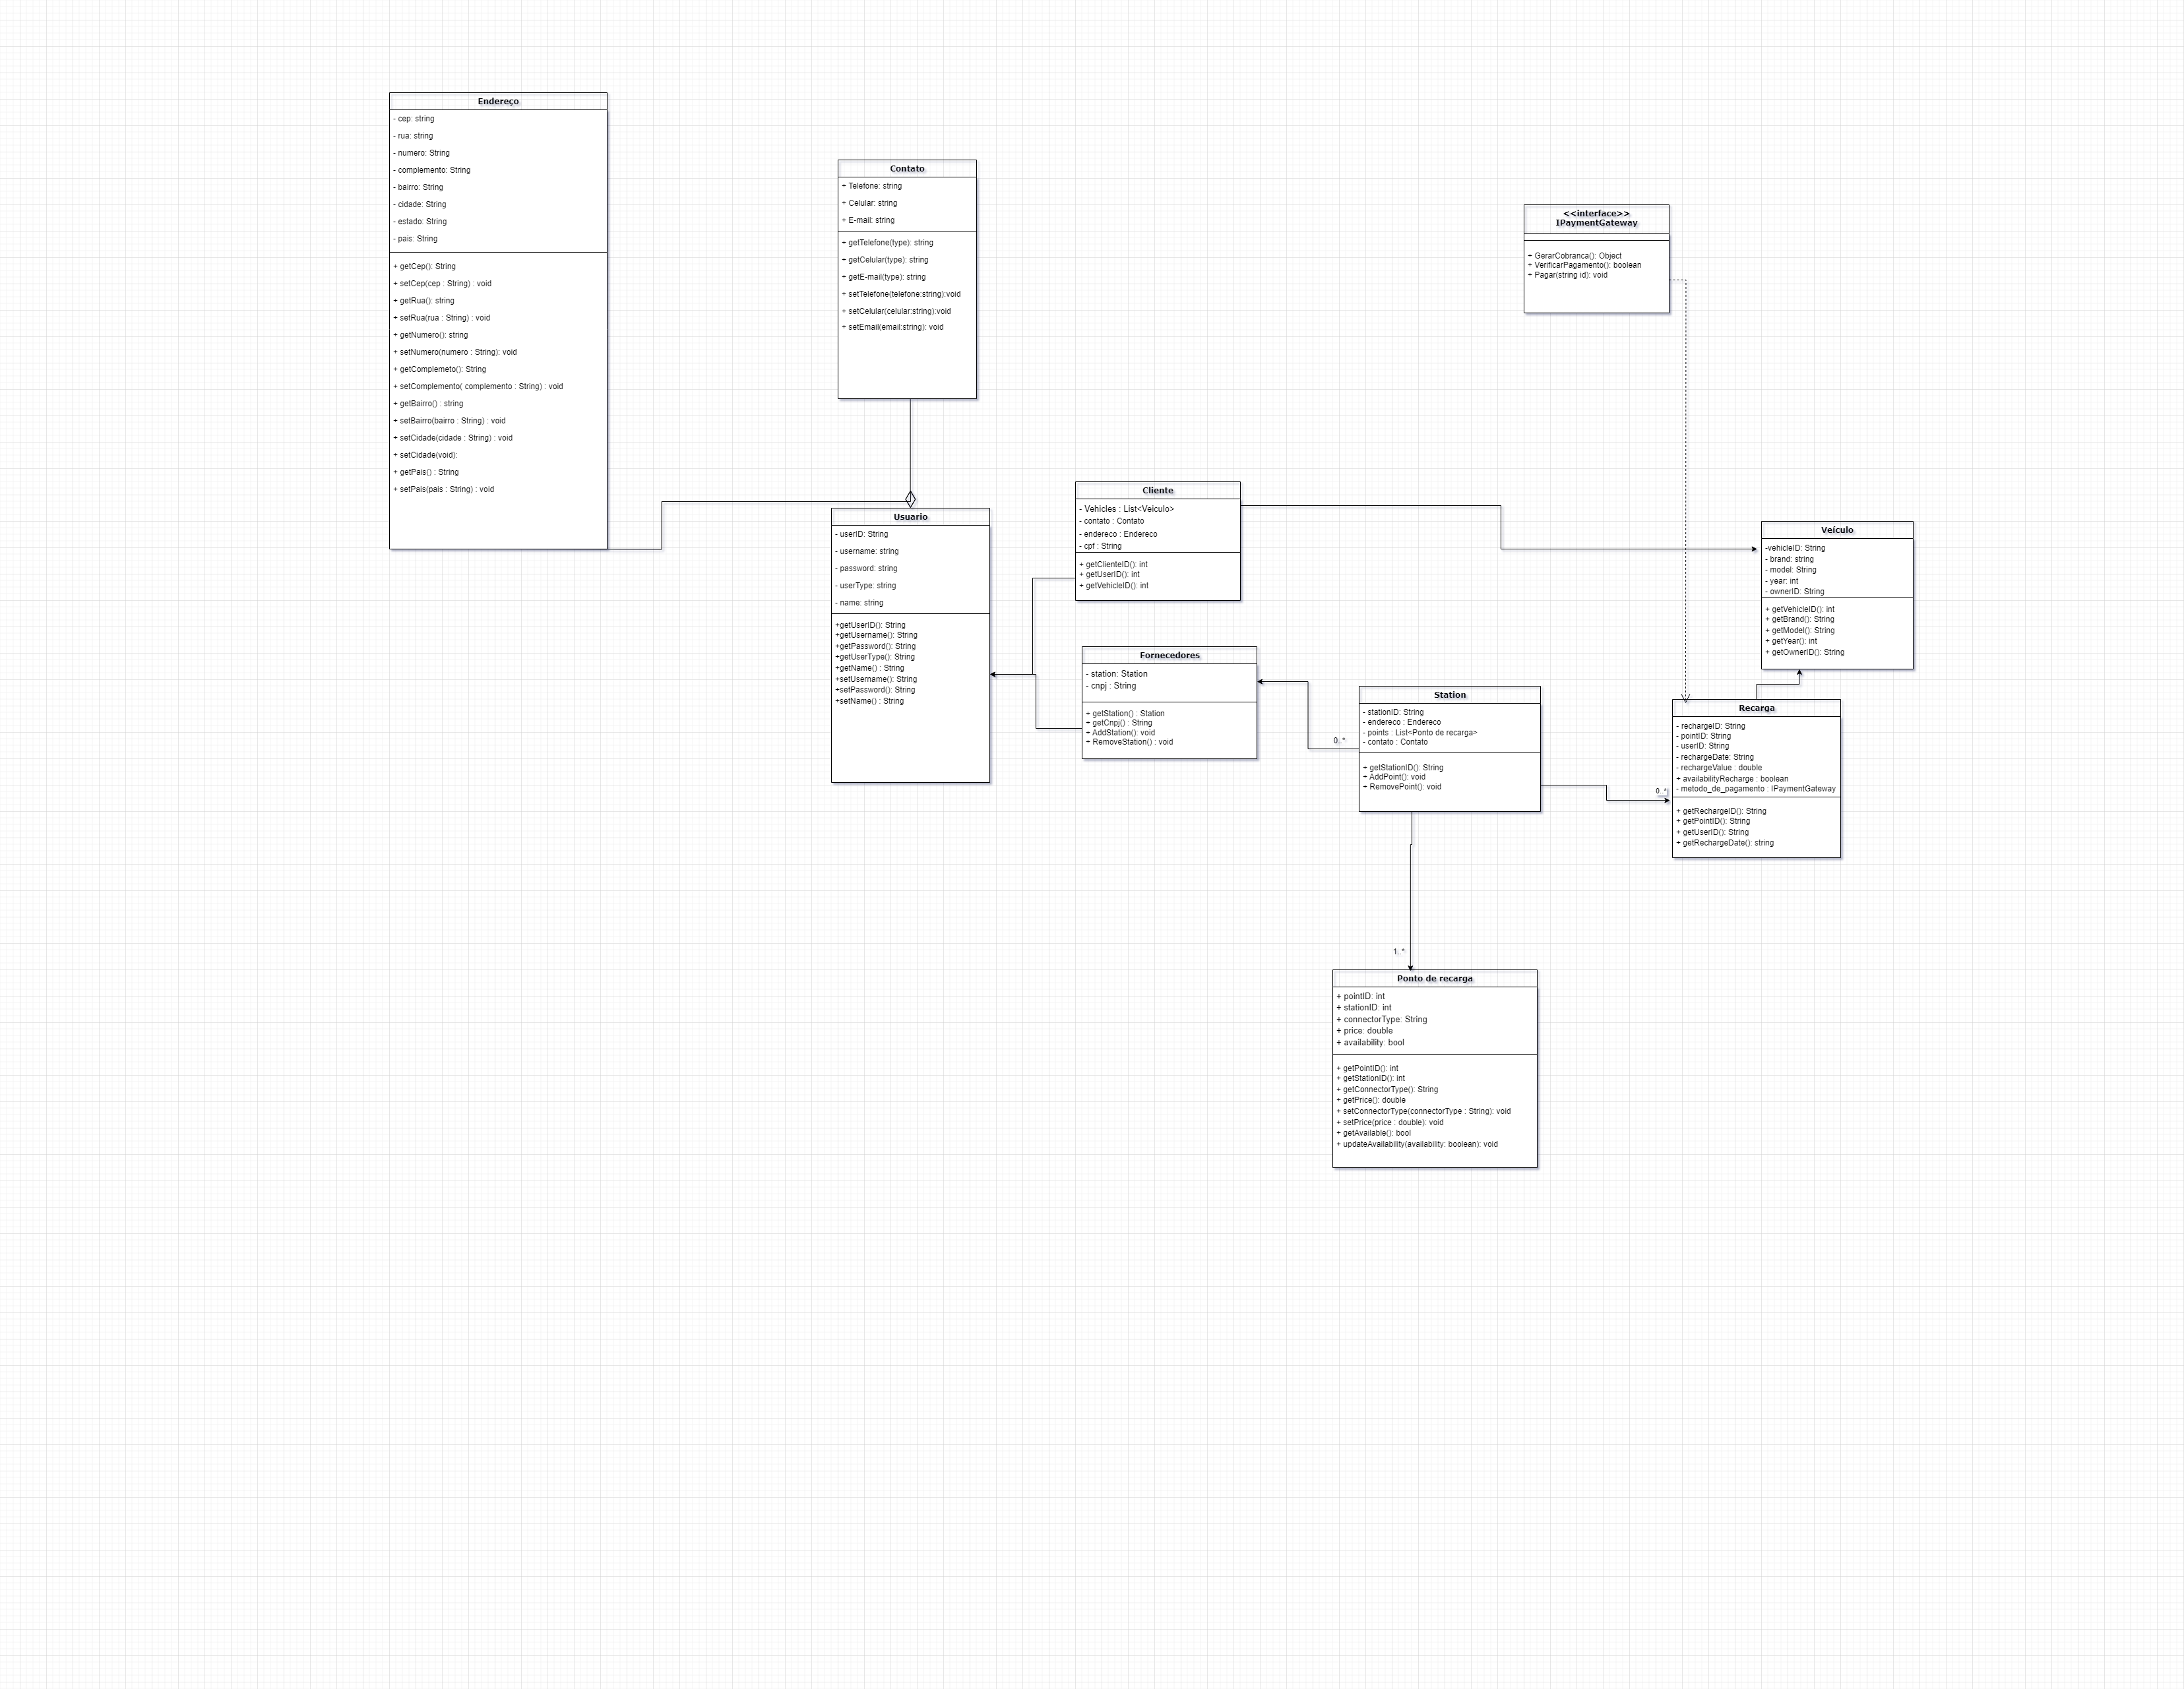 Endereço
- cep: string
- rua: string
- numero: String
- complemento: String
- bairro: String
- cidade: String
- estado: String
- pais: String
+ getCep(): String
+ setCep(cep : String) : void
+ getRua(): string
+ setRua(rua : String) : void
+ getNumero(): string
+ setNumero(numero : String): void
+ getComplemeto(): String
+ setComplemento( complemento : String) : void
+ getBairro() : string
+ setBairro(bairro : String) : void
+ setCidade(cidade : String) : void
+ setCidade(void):
+ getPais() : String
+ setPais(pais : String) : void
Contato
+ Telefone: string
+ Celular: string
+ E-mail: string
+ getTelefone(type): string
+ getCelular(type): string
+ getE-mail(type): string
+ setTelefone(telefone:string):void
+ setCelular(celular:string):void
+ setEmail(email:string): void
<<interface>>
IPaymentGateway
+ GerarCobranca(): Object
+ VerificarPagamento(): boolean
+ Pagar(string id): void
Usuario
- userID: String
- username: string
- password: string
- userType: string
- name: string
+getUserID(): String
+getUsername(): String
+getPassword(): String
+getUserType(): String
+getName() : String
+setUsername(): String
+setPassword(): String
+setName() : String
Cliente
- Vehicles : List<Veiculo>
- contato : Contato
- endereco : Endereco
- cpf : String
+ getClienteID(): int
+ getUserID(): int
+ getVehicleID(): int
Fornecedores
- station: Station
- cnpj : String
+ getStation() : Station
+ getCnpj() : String
+ AddStation(): void
+ RemoveStation() : void
0..*
Station
- stationID: String
- endereco : Endereco
- points : List<Ponto de recarga>
- contato : Contato
+ getStationID(): String
+ AddPoint(): void
+ RemovePoint(): void
Veículo
-vehicleID: String
- brand: string
- model: String
- year: int
- ownerID: String
+ getVehicleID(): int
+ getBrand(): String
+ getModel(): String
+ getYear(): int
+ getOwnerID(): String
0..*
Recarga
- rechargeID: String
- pointID: String
- userID: String
- rechargeDate: String
- rechargeValue : double
+ availabilityRecharge : boolean
- metodo_de_pagamento : IPaymentGateway
+ getRechargeID(): String
+ getPointID(): String
+ getUserID(): String
+ getRechargeDate(): string
1..*
Ponto de recarga
+ pointID: int
+ stationID: int
+ connectorType: String
+ price: double
+ availability: bool
+ getPointID(): int
+ getStationID(): int
+ getConnectorType(): String
+ getPrice(): double
+ setConnectorType(connectorType : String): void
+ setPrice(price : double): void
+ getAvailable(): bool
+ updateAvailability(availability: boolean): void